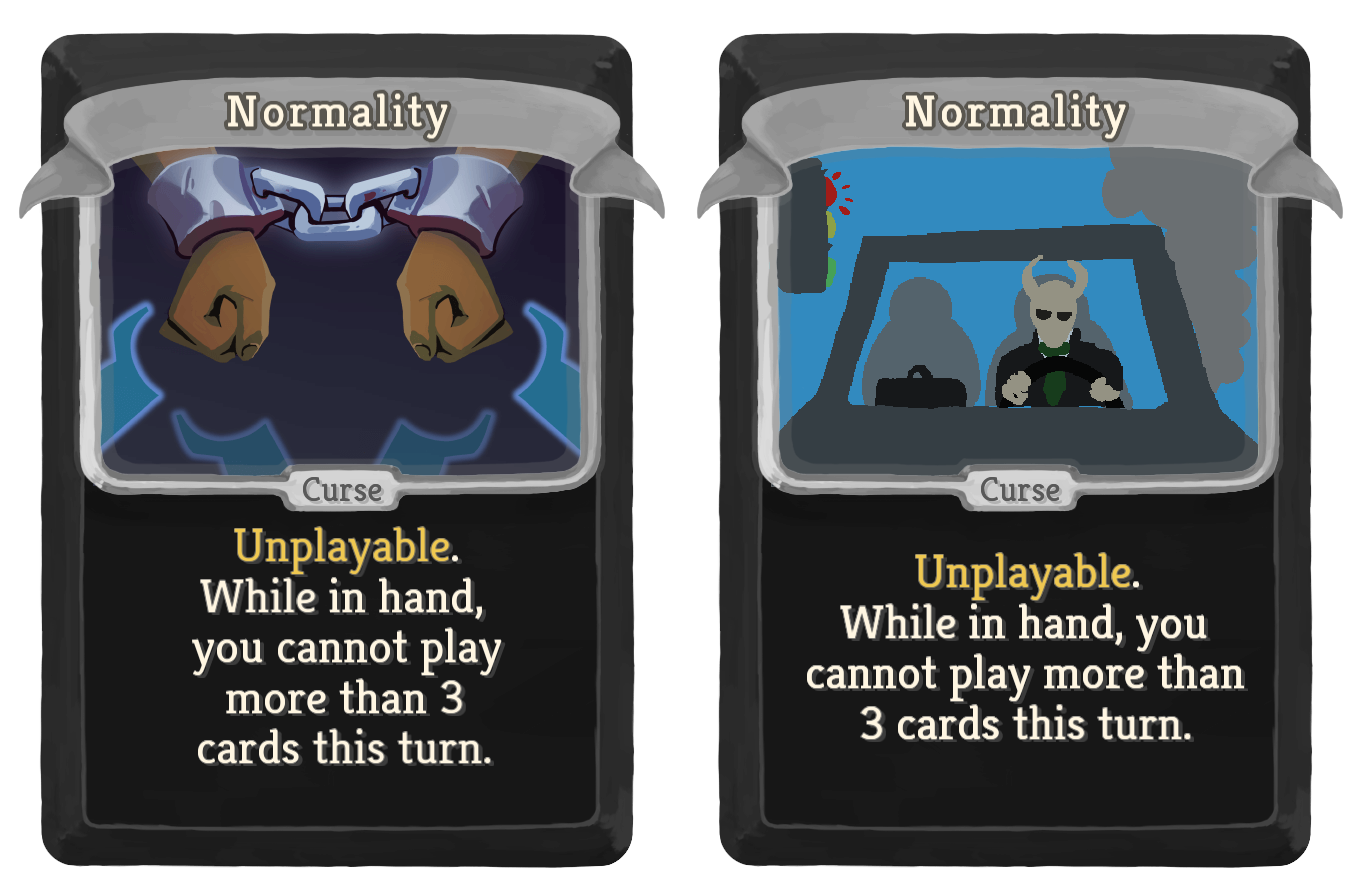 Normality
Curse
Unplayable.
While in hand,
you cannot play
more than 3
cards this turn.
Normality
Curse
Unplayable.
While in hand, you
cannot play more than
3 cards this turn.